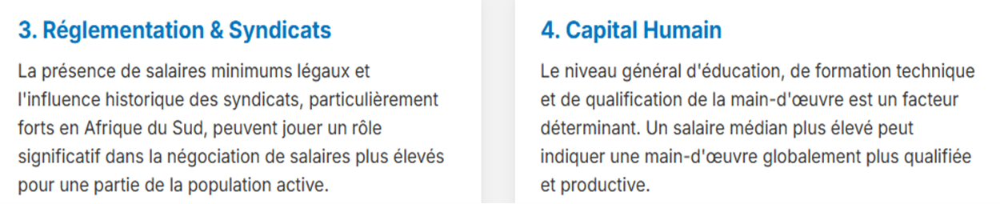 3. Réglementation & Syndicats
La présence de salaires minimums légaux et
l'influence historique des syndicats, particulièrement
forts en Afrique du Sud, peuvent jouer un rôle
significatif dans la négociation de salaires plus élevés
pour une partie de la population active.
4. Capital Humain
Le niveau général d'éducation, de formation technique
et de qualification de la main-d'œuvre est un facteur
déterminant. Un salaire médian plus élevé peut
indiquer une main-d'œuvre globalement plus qualifiée
et productive.